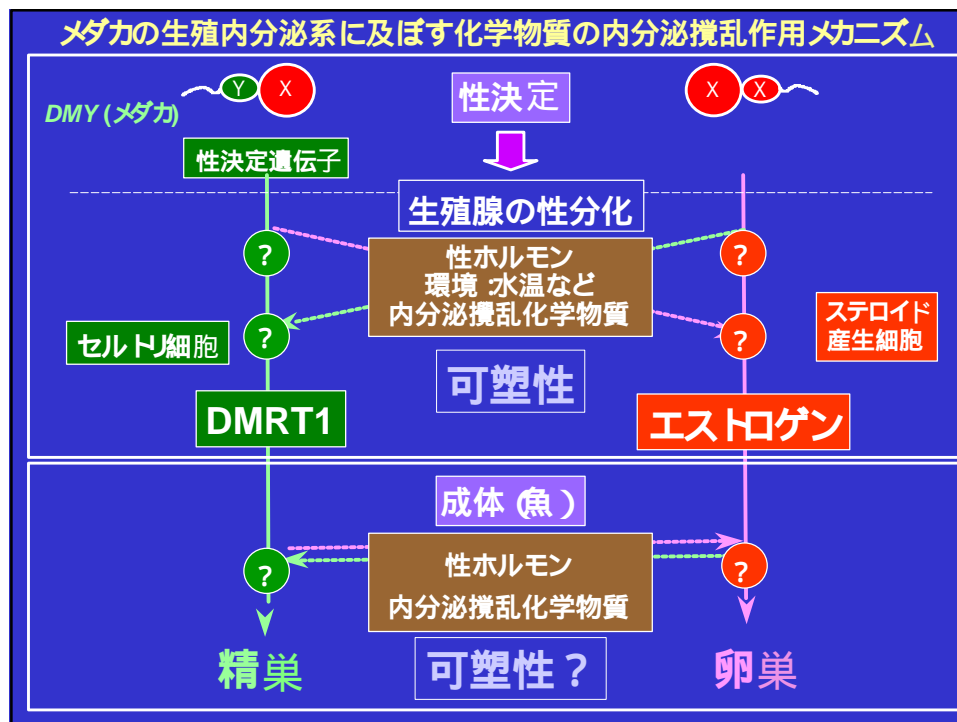 メダカの生殖内分泌系に及ぼす化学物質の内分泌攪乱作用メカニズム
Y X
性決定
X X
DMY (メダカ)
性決定遺伝子
生殖腺の性分化
?
性ホルモン
環境:水温など
内分泌攪乱化学物質
?
セルトリ細胞
?
?
ステロイド
産生細胞
可塑性
DMRT1
エストロゲン
成体(魚)
?
性ホルモン
内分泌攪乱化学物質
?
精巣
可塑性?
卵巣